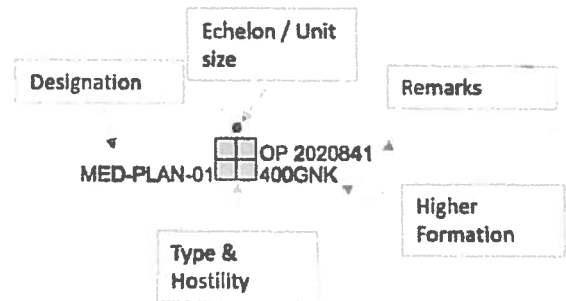 Echelon / Unit
size
Designation
Remarks
OP 2020841
MED-PLAN-01
400GNK
Higher
Formation
Type &
Hostility